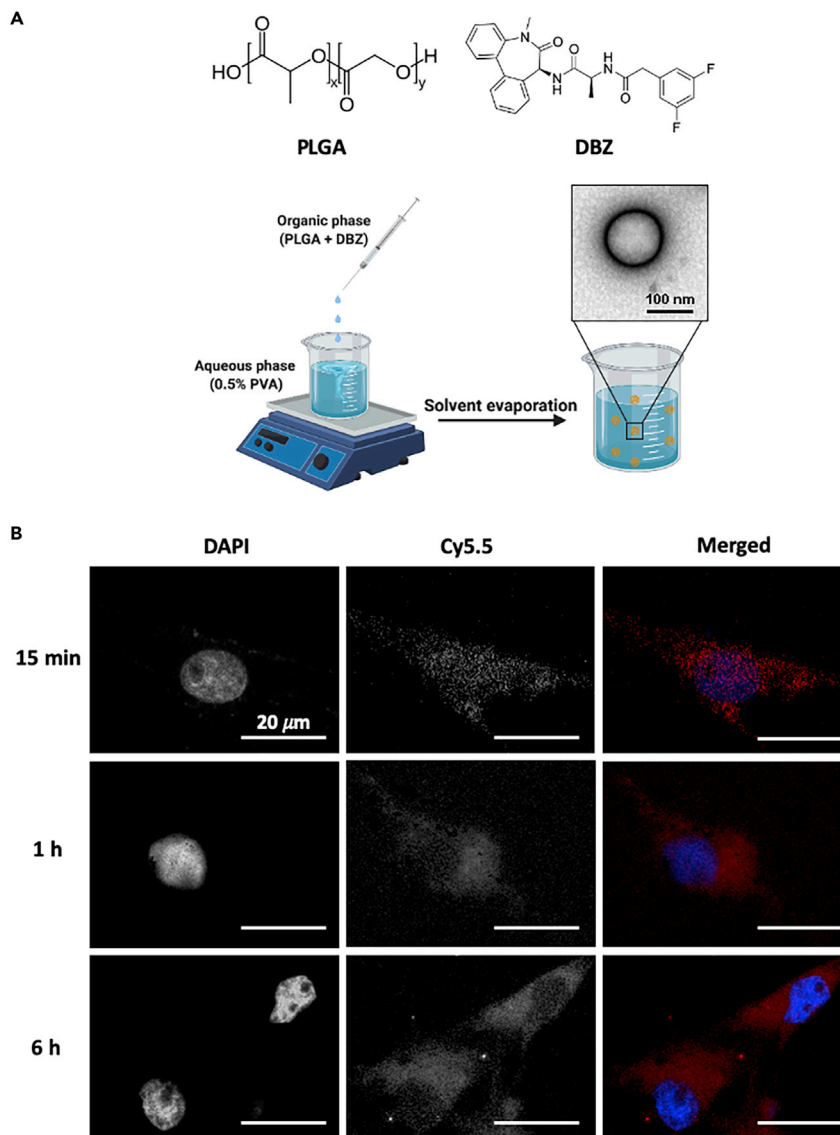 A
HO
O
O
x
O
O
H
y
N
O
H
N
O
N
H
O
F
F
PLGA
DBZ
Organic phase
(PLGA + DBZ)
100 nm
Aqueous phase
(0.5% PVA)
Solvent evaporation
B
DAPI
Cy5.5
Merged
15 min
20 µm
1 h
6 h